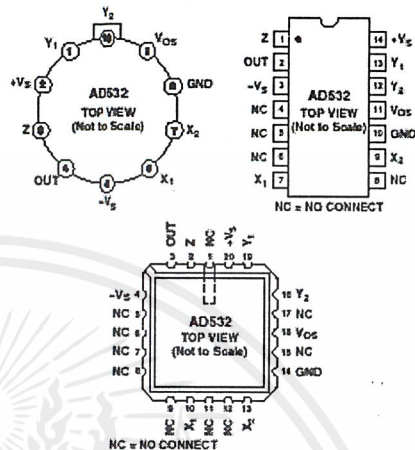 Y2
Y1 1 10 9 VOS
+VS 2 8 GND
AD532
TOP VIEW
(Not to Scale)
Z 3 7 X2
OUT 4 6 X1
5
-VS
Z 1 14 +VS
OUT 2 13 Y1
-VS 3 12 Y2
AD532
TOP VIEW
(Not to Scale)
NC 4 11 VOS
NC 5 10 GND
NC 6 9 X2
X1 7 8 NC
NC = NO CONNECT
OUT Z NC +VS Y1
3 2 1 20 19
-VS 4 18 Y2
NC 5 17 NC
NC 6 16 VOS
NC 7 15 NC
NC 8 14 GND
AD532
TOP VIEW
(Not to Scale)
9 10 11 12 13
NC X1 NC NC X2
NC = NO CONNECT